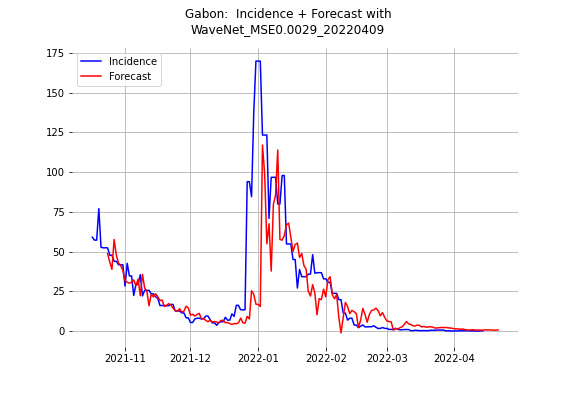 Gabon:  Incidence + Forecast with
WaveNet_MSE0.0029_20220409
Incidence
Forecast
175
150
125
100
75
50
25
0
2021-11 2021-12 2022-01 2022-02 2022-03 2022-04